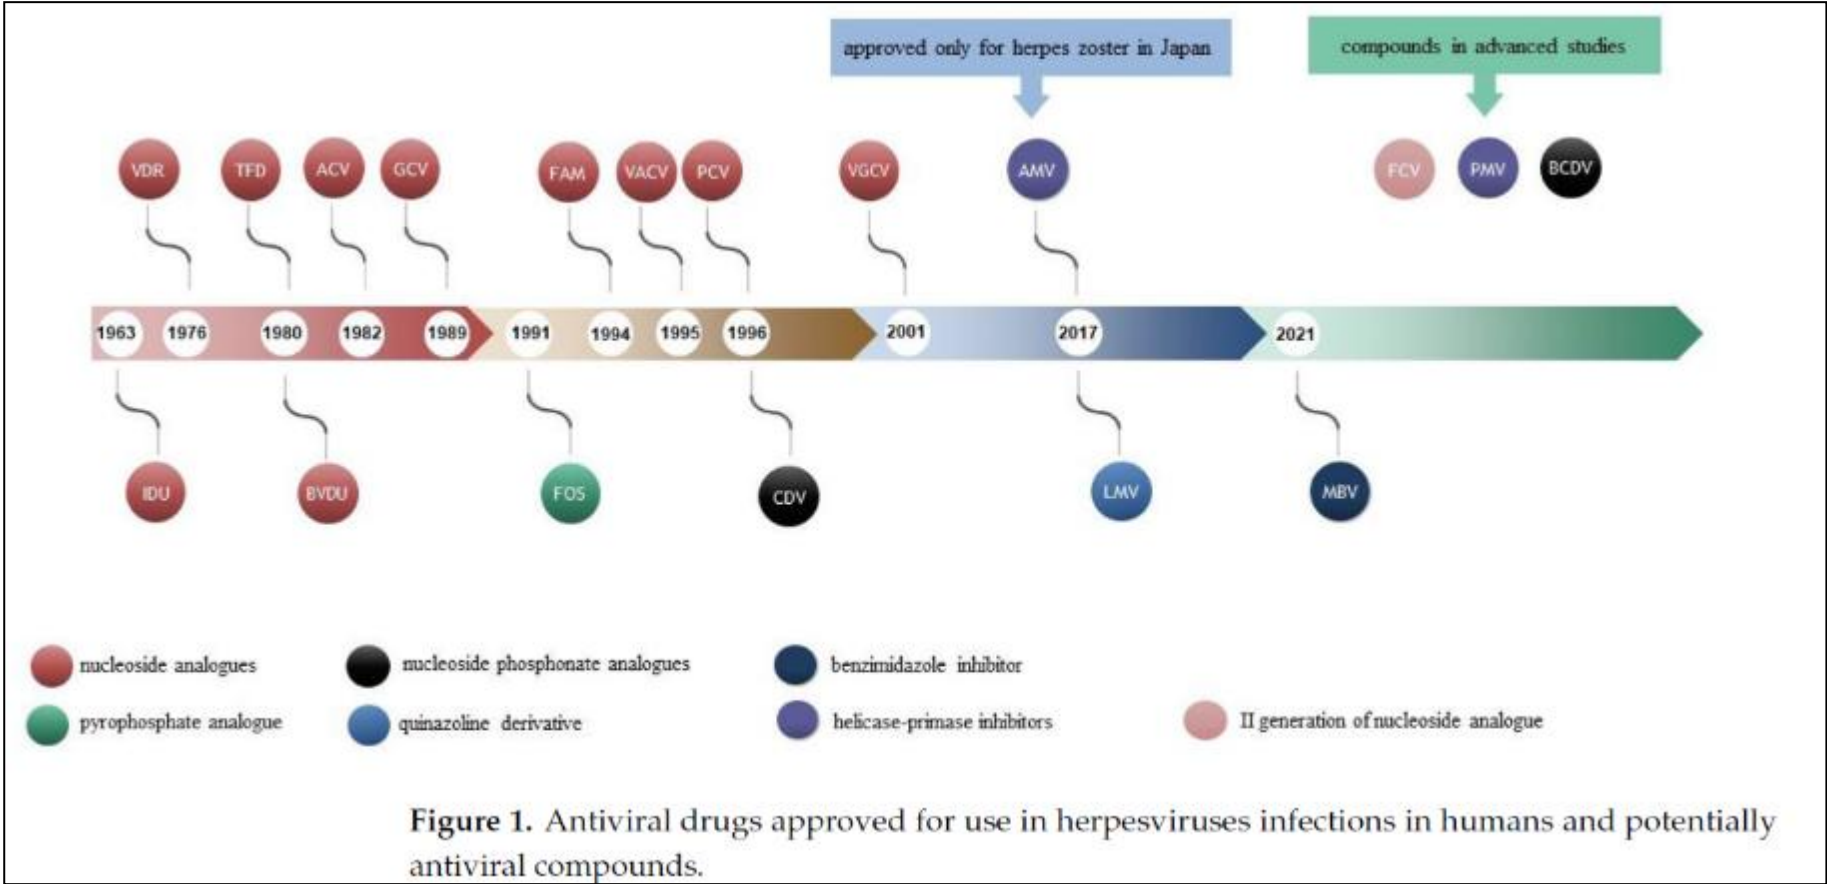 approved only for herpes zoster in Japan
compounds in advanced studies
VDR TFD ACV GCV FAM VACV PCV VGCV AMV FCV PMV BCDV
1963 1976 1980 1982 1989 1991 1994 1995 1996 2001 2017 2021
IDU BVDU FOS CDV LMV MBV
nucleoside analogues
nucleoside phosphonate analogues
benzimidazole inhibitor
pyrophosphate analogue
quinazoline derivative
helicase-primase inhibitors
II generation of nucleoside analogue
Figure 1. Antiviral drugs approved for use in herpesviruses infections in humans and potentially
antiviral compounds.